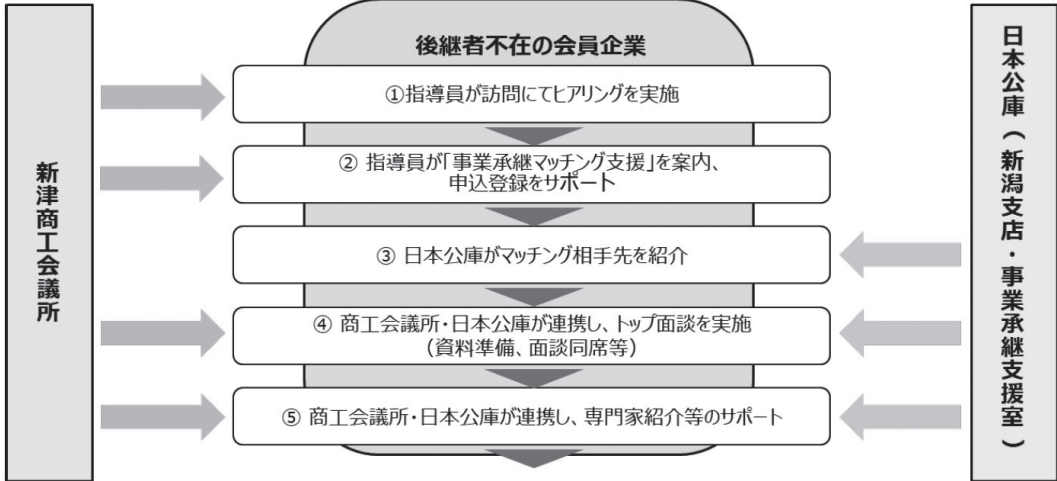 新津商工会議所
後継者不在の会員企業
①指導員が訪問にてヒアリングを実施
② 指導員が「事業承継マッチング支援」を案内、
申込登録をサポート
③ 日本公庫がマッチング相手先を紹介
④ 商工会議所・日本公庫が連携し、トップ面談を実施
（資料準備、面談同席等）
⑤ 商工会議所・日本公庫が連携し、専門家紹介等のサポート
日本公庫（新潟支店・事業承継支援室）